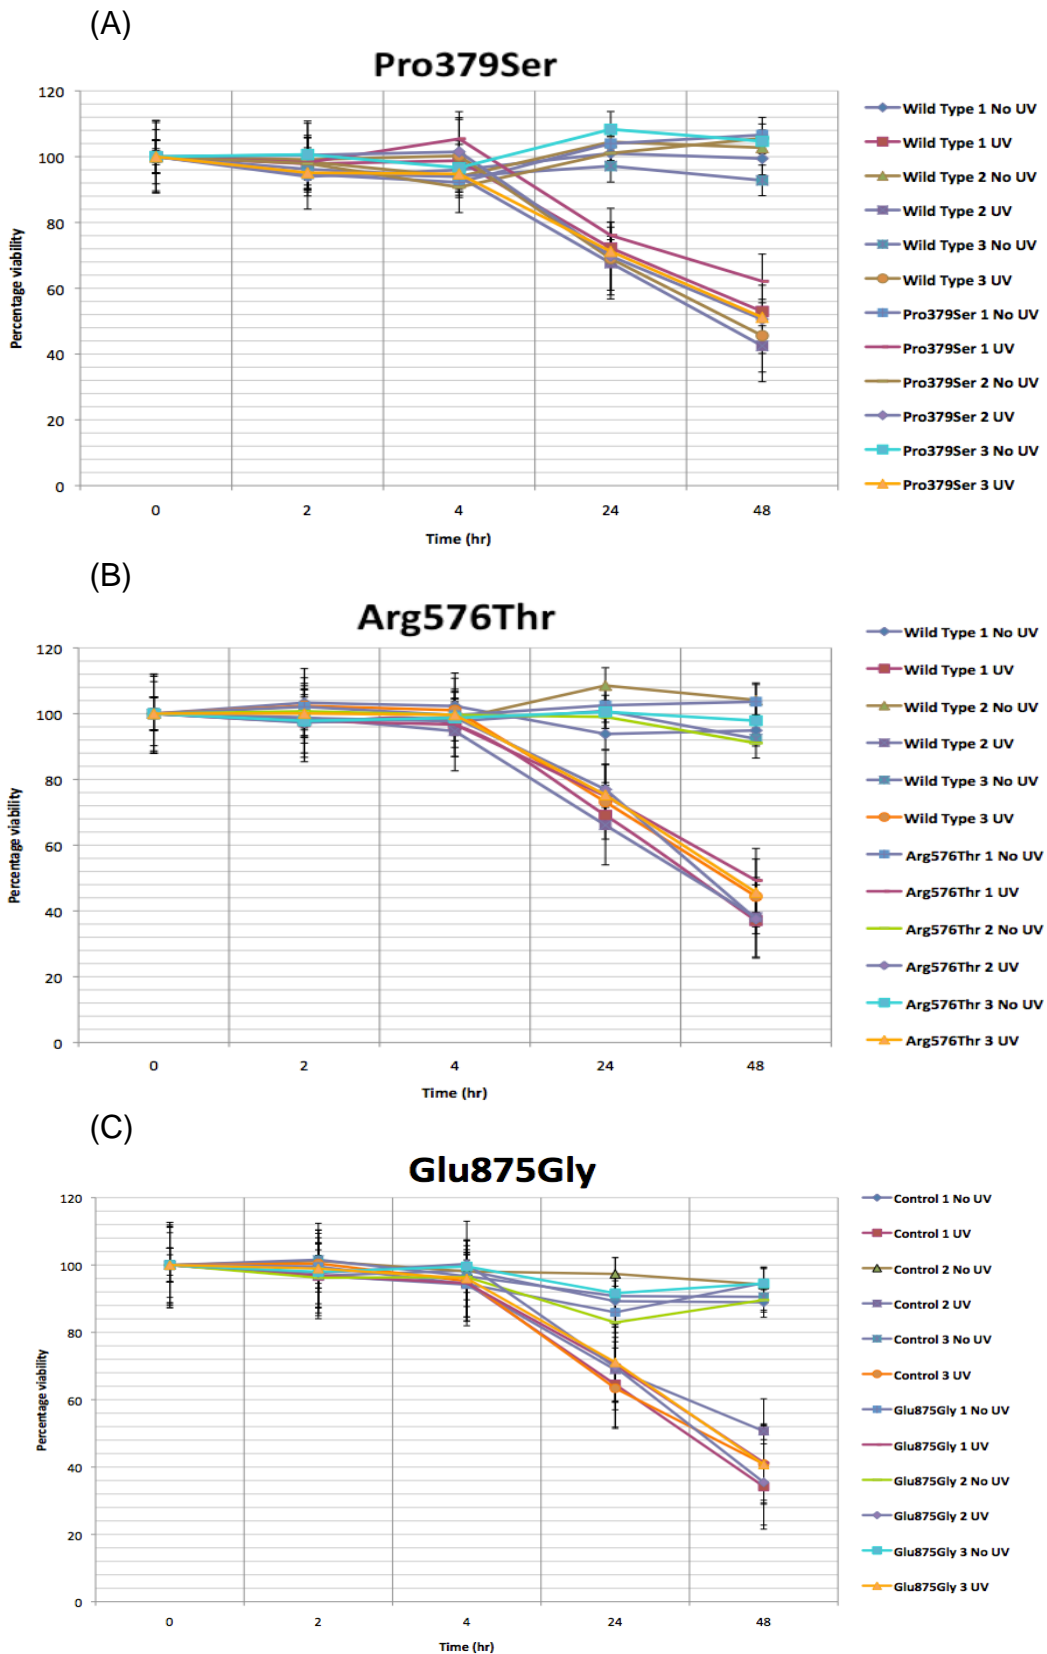 (A)
Pro379Ser
120
100
80
60
40
20
0
Percentage viability
0 2 4 24 48
Time (hr)
Wild Type 1 No UV
Wild Type 1 UV
Wild Type 2 No UV
Wild Type 2 UV
Wild Type 3 No UV
Wild Type 3 UV
Pro379Ser 1 No UV
Pro379Ser 1 UV
Pro379Ser 2 No UV
Pro379Ser 2 UV
Pro379Ser 3 No UV
Pro379Ser 3 UV
(B)
Arg576Thr
120
100
80
60
40
20
0
Percentage viability
0 2 4 24 48
Time (hr)
Wild Type 1 No UV
Wild Type 1 UV
Wild Type 2 No UV
Wild Type 2 UV
Wild Type 3 No UV
Wild Type 3 UV
Arg576Thr 1 No UV
Arg576Thr 1 UV
Arg576Thr 2 No UV
Arg576Thr 2 UV
Arg576Thr 3 No UV
Arg576Thr 3 UV
(C)
Glu875Gly
120
100
80
60
40
20
0
Percentage viability
0 2 4 24 48
Time (hr)
Control 1 No UV
Control 1 UV
Control 2 No UV
Control 2 UV
Control 3 No UV
Control 3 UV
Glu875Gly 1 No UV
Glu875Gly 1 UV
Glu875Gly 2 No UV
Glu875Gly 2 UV
Glu875Gly 3 No UV
Glu875Gly 3 UV